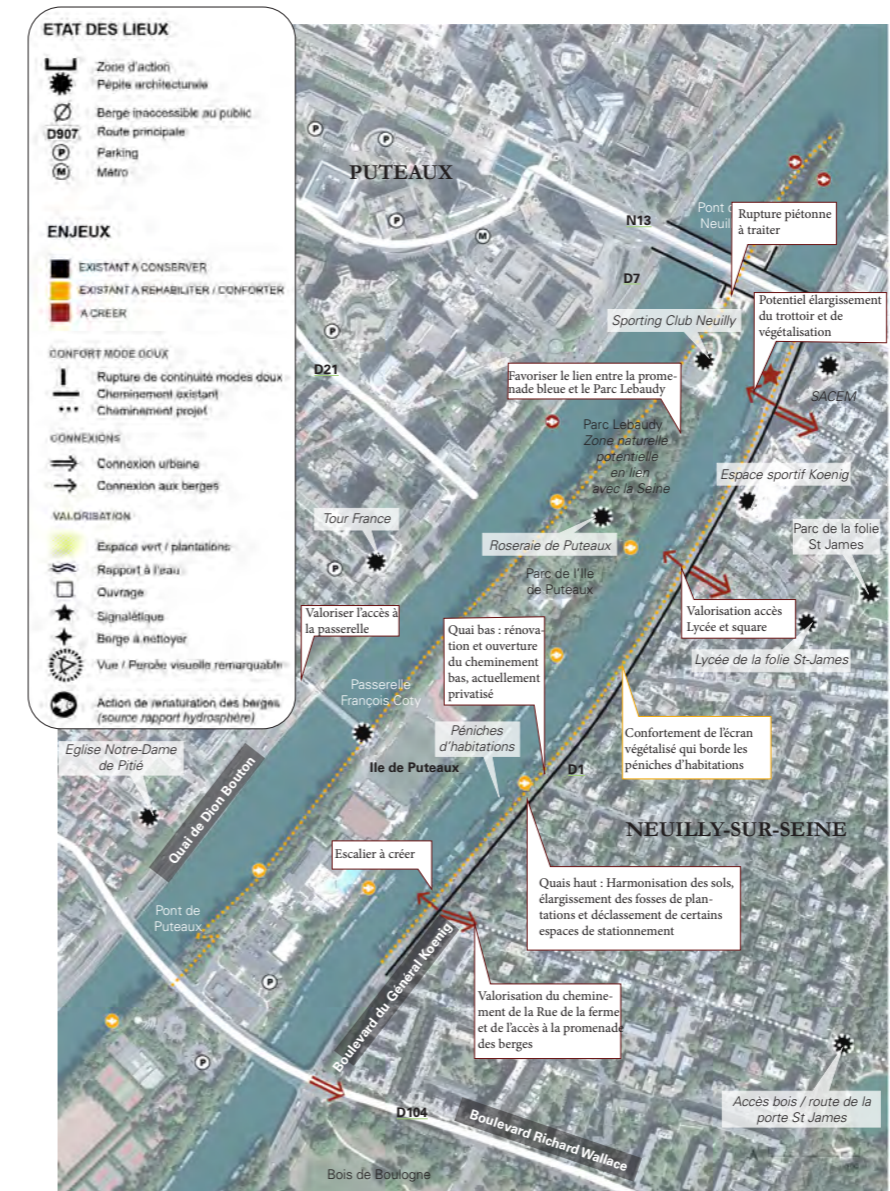 ETAT DES LIEUX
Zone d'action
Pépite architecturale
Berge inaccessible au public
D907 Route principale
P Parking
M Métro
ENJEUX
EXISTANT A CONSERVER
EXISTANT A REHABILITER / CONFORTER
A CREER
CONFORT MODE DOUX
Rupture de continuité modes doux
Cheminement existant
Cheminement projet
CONNEXIONS
Connexion urbaine
Connexion aux berges
VALORISATION
Espace vert / plantations
Rapport à l'eau
Ouvrage
Signalétique
Berge à nettoyer
Vue / Percée visuelle remarquable
Action de renaturation des berges
(source rapport hydrosphère)
P
P
PUTEAUX
P
M
N13
D7
Rupture piétonne
à traiter
Sporting Club Neuilly
Potentiel élargissement
du trottoir et de
végétalisation
P
D21
Favoriser le lien entre la prome-
nade bleue et le Parc Lebaudy
SACEM
Parc Lebaudy
Zone naturelle
potentielle
en lien
avec la Seine
Espace sportif Koenig
Tour France
Roseraie de Puteaux
Parc de la folie
St James
P
Parc de l'Ile
de Puteaux
Valoriser l'accès à
la passerelle
Valorisation accès
Lycée et square
Quai bas : rénova-
tion et ouverture
du cheminement
bas, actuellement
privatisé
Lycée de la folie St-James
Passerelle
François Coty
Péniches
d'habitations
Confortement de l'écran
végétalisé qui borde les
péniches d'habitations
Eglise Notre-Dame
de Pitié
Ile de Puteaux
D1
Quai de Dion Bouton
NEUILLY-SUR-SEINE
Escalier à créer
Quais haut : Harmonisation des sols,
élargissement des fosses de plan-
tations et déclassement de certains
espaces de stationnement
Pont de
Puteaux
P
Boulevard du Général Koenig
Valorisation du chemine-
ment de la Rue de la ferme
et de l'accès à la promenade
des berges
P
Accès bois / route de la
porte St James
D104
Boulevard Richard Wallace
Bois de Boulogne